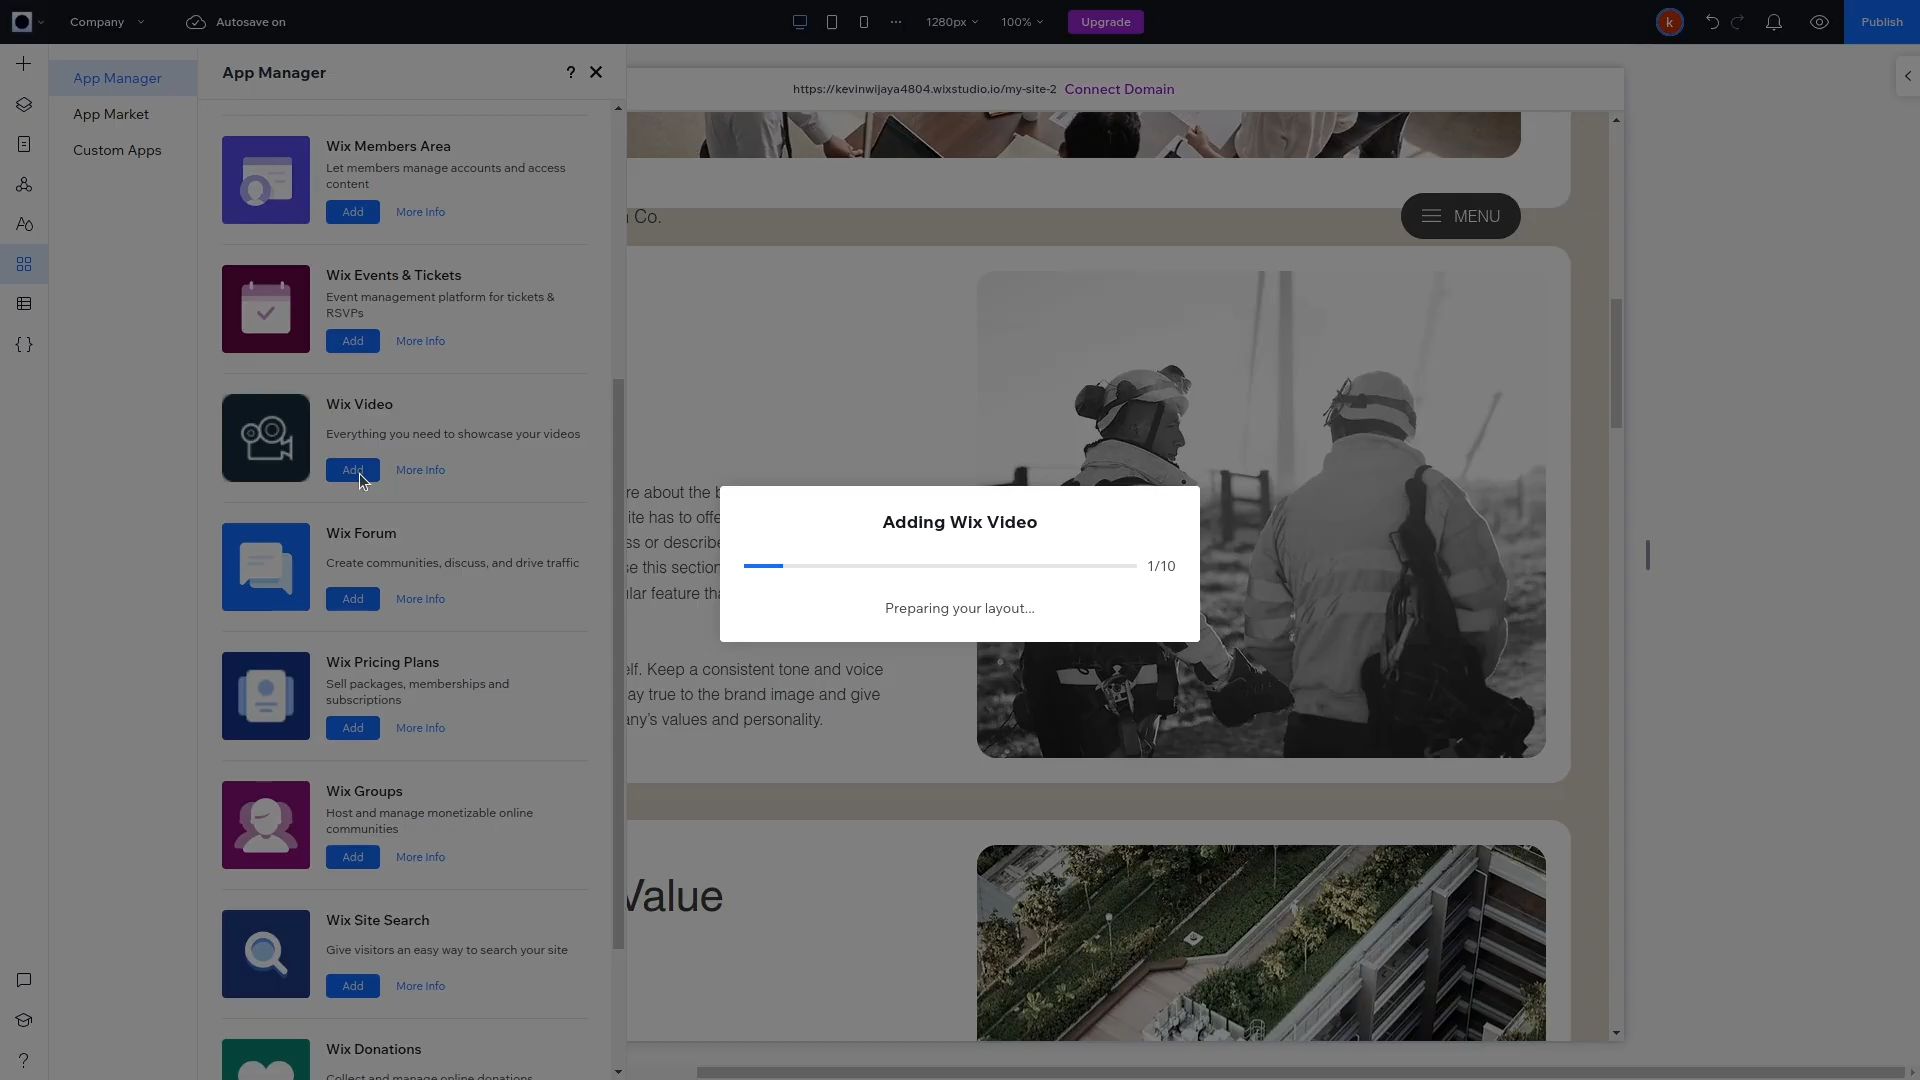 Company
Autosave on
1280px
100%
Upgrade
k
Publish
App Manager
App Market
Custom Apps
App Manager
?
https://kevinwijaya4804.wixstudio.io/my-site-2
Connect Domain
Wix Members Area
Let members manage accounts and access
content
Add
More Info
Wix Events & Tickets
Event management platform for tickets &
RSVPs
Add
More Info
Wix Video
Everything you need to showcase your videos
Add
More Info
Wix Forum
Create communities, discuss, and drive traffic
Add
More Info
Wix Pricing Plans
Sell packages, memberships and
subscriptions
Add
More Info
Wix Groups
Host and manage monetizable online
communities
Add
More Info
Wix Site Search
Give visitors an easy way to search your site
Add
More Info
Wix Donations
Collect and manage online donations
Co.
MENU
re about the
ite has to
ss or describe
se this section
ular feature
Adding Wix Video
1/10
Preparing your layout...
elf. Keep a consistent tone and voice
ay true to the brand image and give
any's values and personality.
Value
?